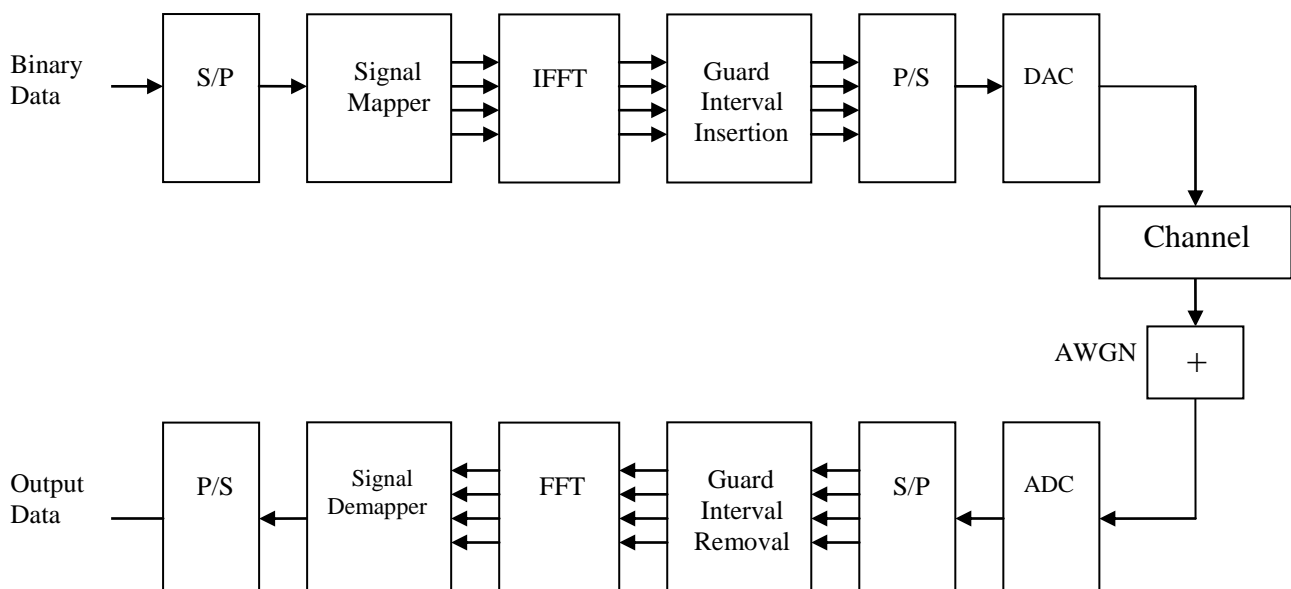 Binary
Data
S/P
Signal
Mapper
IFFT
Guard
Interval
Insertion
P/S
DAC
Channel
AWGN
+
Output
Data
P/S
Signal
Demapper
FFT
Guard
Interval
Removal
S/P
ADC